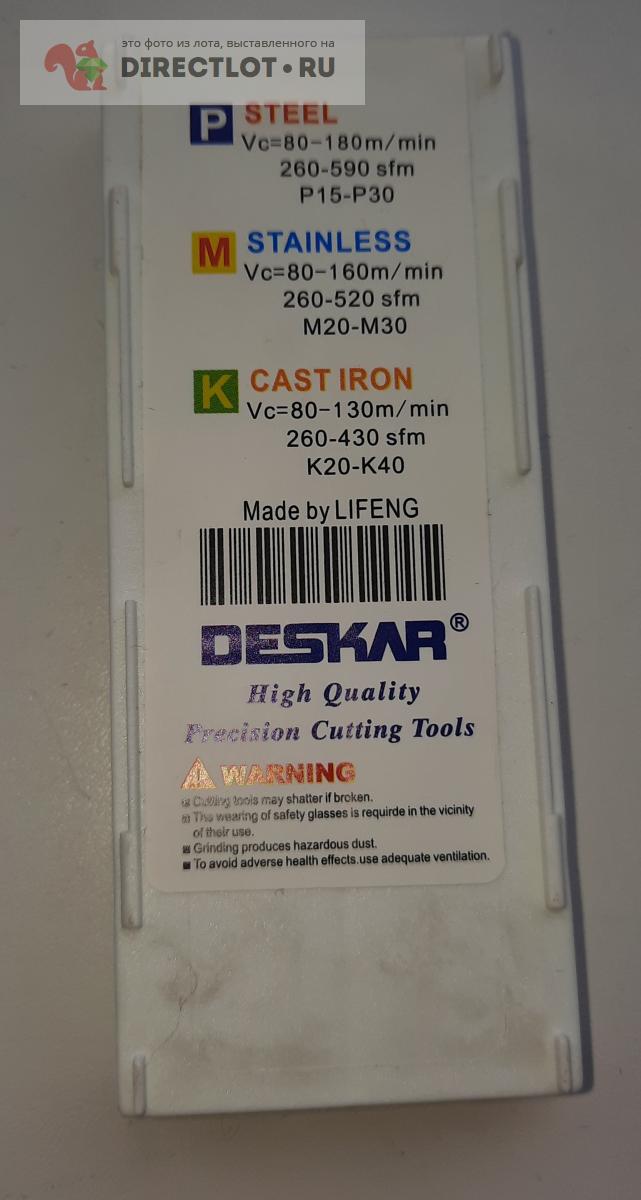 это фото из лота, выставленного на
DIRECTLOT.RU
P STEEL
Vc=80-180m/min
260-590 sfm
P15-P30
M STAINLESS
Vc=80-160m/min
260-520 sfm
M20-M30
K CAST IRON
Vc=80-130m/min
260-430 sfm
K20-K40
Made by LIFENG
DESKAR®
High Quality
Precision Cutting Tools
WARNING
Cutting tools may shatter if broken.
The wearing of safety glasses is requirde in the vicinity
of their use.
Grinding produces hazardous dust.
To avoid adverse health effects.use adequate ventilation.